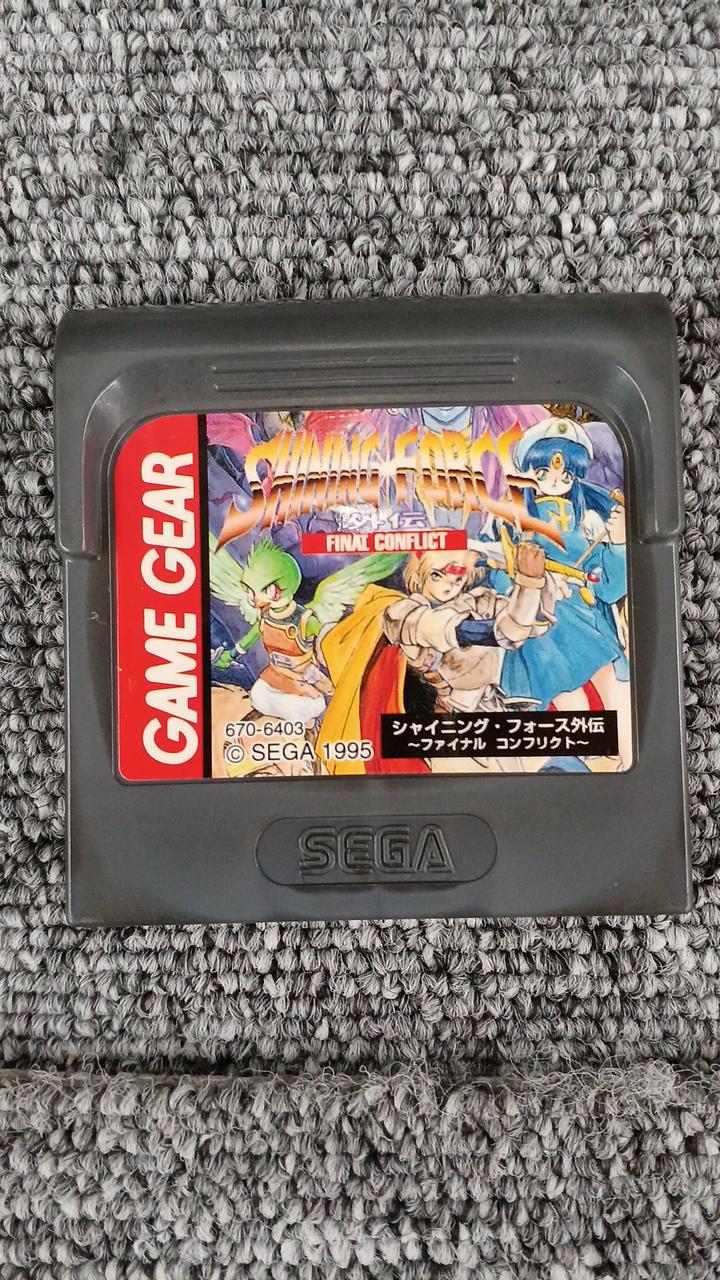 GAME GEAR
SHINING FORCE
外伝
FINAL CONFLICT
670-6403
© SEGA 1995
シャイニング・フォース外伝
～ファイナル コンフリクト～
SEGA